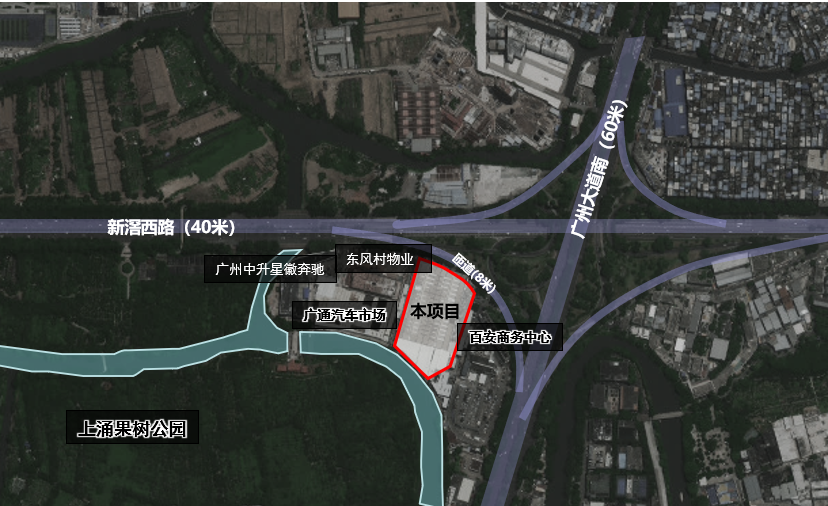 广州大道南（60米）
新滘西路（40米）
东风村物业
匝道(8米)
广州中升星徽奔驰
广通汽车市场
本项目
百安商务中心
上涌果树公园